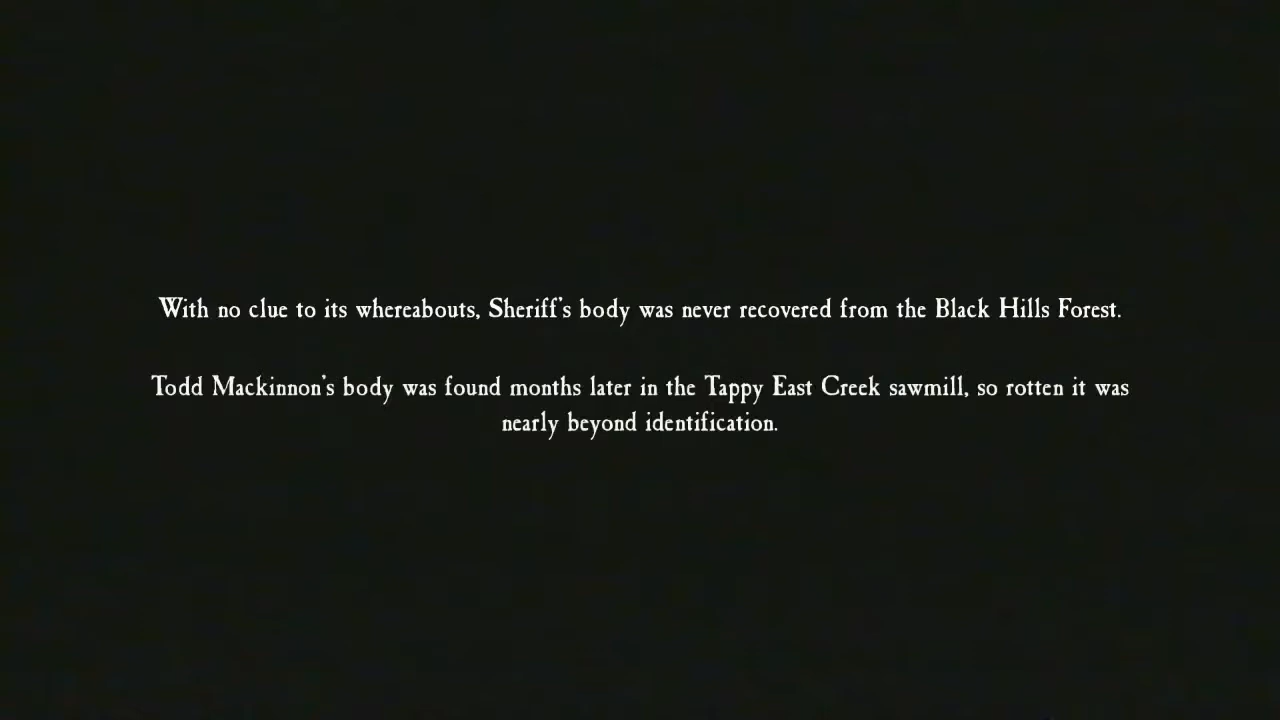 With no clue to its whereabouts, Sheriff's body was never recovered from the Black Hills Forest.
Todd Mackinnon's body was found months later in the Tappy East Creek sawmill, so rotten it was
nearly beyond identification.